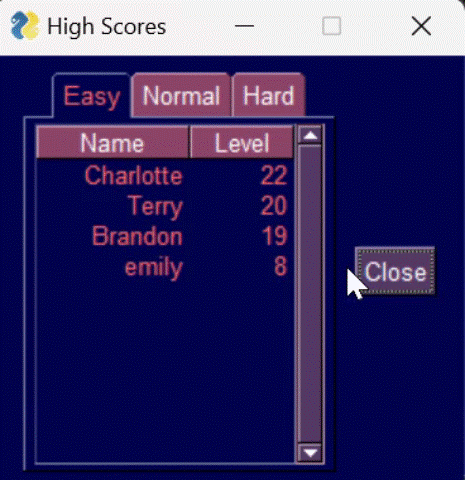 High Scores
Easy Normal Hard
Name Level
Charlotte 22
Terry 20
Brandon 19
emily 8
Close